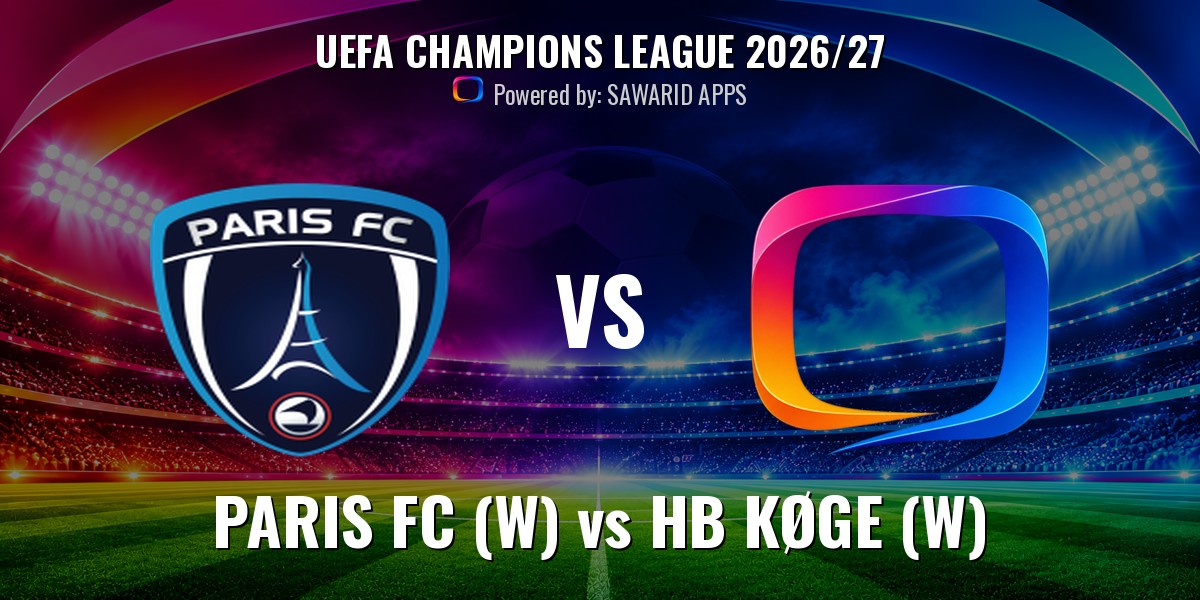 UEFA CHAMPIONS LEAGUE 2026/27
Powered by: SAWARID APPS
PARIS FC
VS
PARIS FC (W) vs HB KØGE (W)